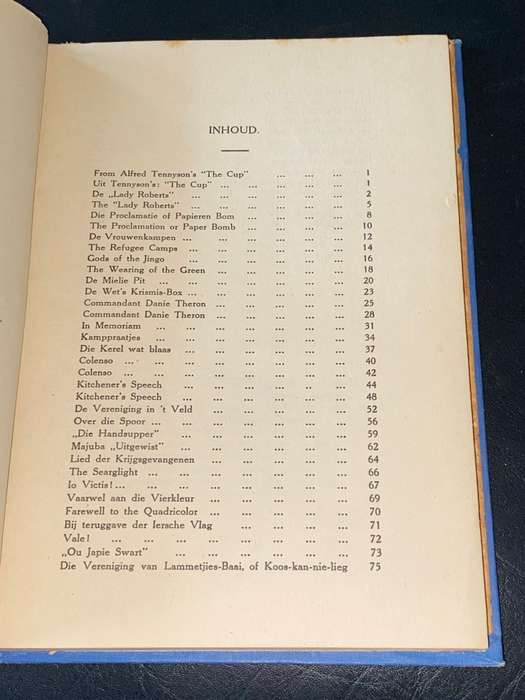 INHOUD.
From Alfred Tennyson's "The Cup" ... ... ... 1
Uit Tennyson's: "The Cup" ... ... ... ... ... 1
De „Lady Roberts" ... ... ... ... ... 2
The "Lady Roberts" ... ... ... ... ... 5
Die Proclamatie of Papieren Bom ... ... ... ... 8
The Proclamation or Paper Bomb ... ... ... ... 10
De Vrouwenkampen ... ... ... ... ... 12
The Refugee Camps ... ... ... ... ... 14
Gods of the Jingo ... ... ... ... ... 16
The Wearing of the Green ... ... ... ... 18
De Mielie Pit ... ... ... ... ... ... 20
De Wet's Krismis-Box ... ... ... ... ... 23
Commandant Danie Theron ... ... ... ... 25
Commandant Danie Theron ... ... ... ... 28
In Memoriam ... ... ... ... ... ... 31
Kamppraatjes ... ... ... ... ... ... 34
Die Kerel wat blaas ... ... ... ... ... 37
Colenso ... ... ... ... ... ... ... 40
Colenso ... ... ... ... ... ... ... 42
Kitchener's Speech ... ... ... ... ... 44
Kitchener's Speech ... ... ... ... ... 48
De Vereniging in 't Veld ... ... ... ... 52
Over die Spoor ... ... ... ... ... ... 56
„Die Handsupper" ... ... ... ... ... 59
Majuba „Uitgewist" ... ... ... ... ... 62
Lied der Krijgsgevangenen ... ... ... ... 64
The Searglight ... ... ... ... ... ... 66
Io Victis! ... ... ... ... ... ... ... 67
Vaarwel aan die Vierkleur ... ... ... ... 69
Farewell to the Quadricolor ... ... ... ... 70
Bij teruggave der Iersche Vlag ... ... ... ... 71
Vale! ... ... ... ... ... ... ... 72
„Ou Japie Swart" ... ... ... ... ... 73
Die Vereniging van Lammetjies-Baai, of Koos-kan-nie-lieg 75